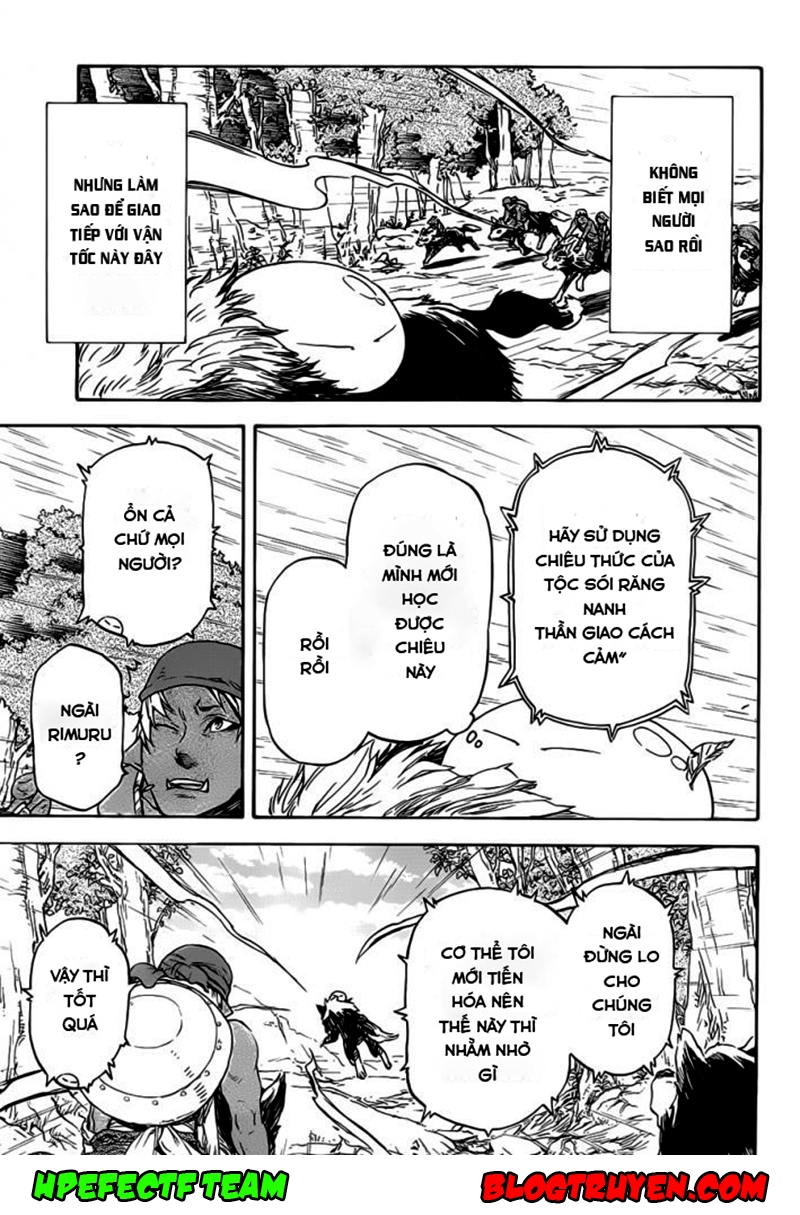 KHÔNG
BIẾT MỌI
NGƯỜI
SAO RỒI
NHƯNG LÀM
SAO ĐỂ GIAO
TIẾP VỚI VẬN
TỐC NÀY ĐÂY
HÃY SỬ DỤNG
CHIÊU THỨC CỦA
TỘC SÓI RĂNG
NANH
THẦN GIAO CÁCH
CẢM"
ĐÚNG LÀ
MÌNH MỚI
HỌC
ĐƯỢC
CHIÊU
NÀY
RỒI
RỒI
ỔN CẢ
CHỨ MỌI
NGƯỜI?
NGÀI
RIMURU
?
NGÀI
ĐỪNG LO
CHO
CHÚNG
TÔI
CƠ THỂ TÔI
MỚI TIẾN
HÓA NÊN
THẾ NÀY THÌ
NHẰM NHÒ
GÌ
VẬY THÌ
TỐT
QUÁ
HPEFECTF TEAM
BLOGTRUYEN.COM